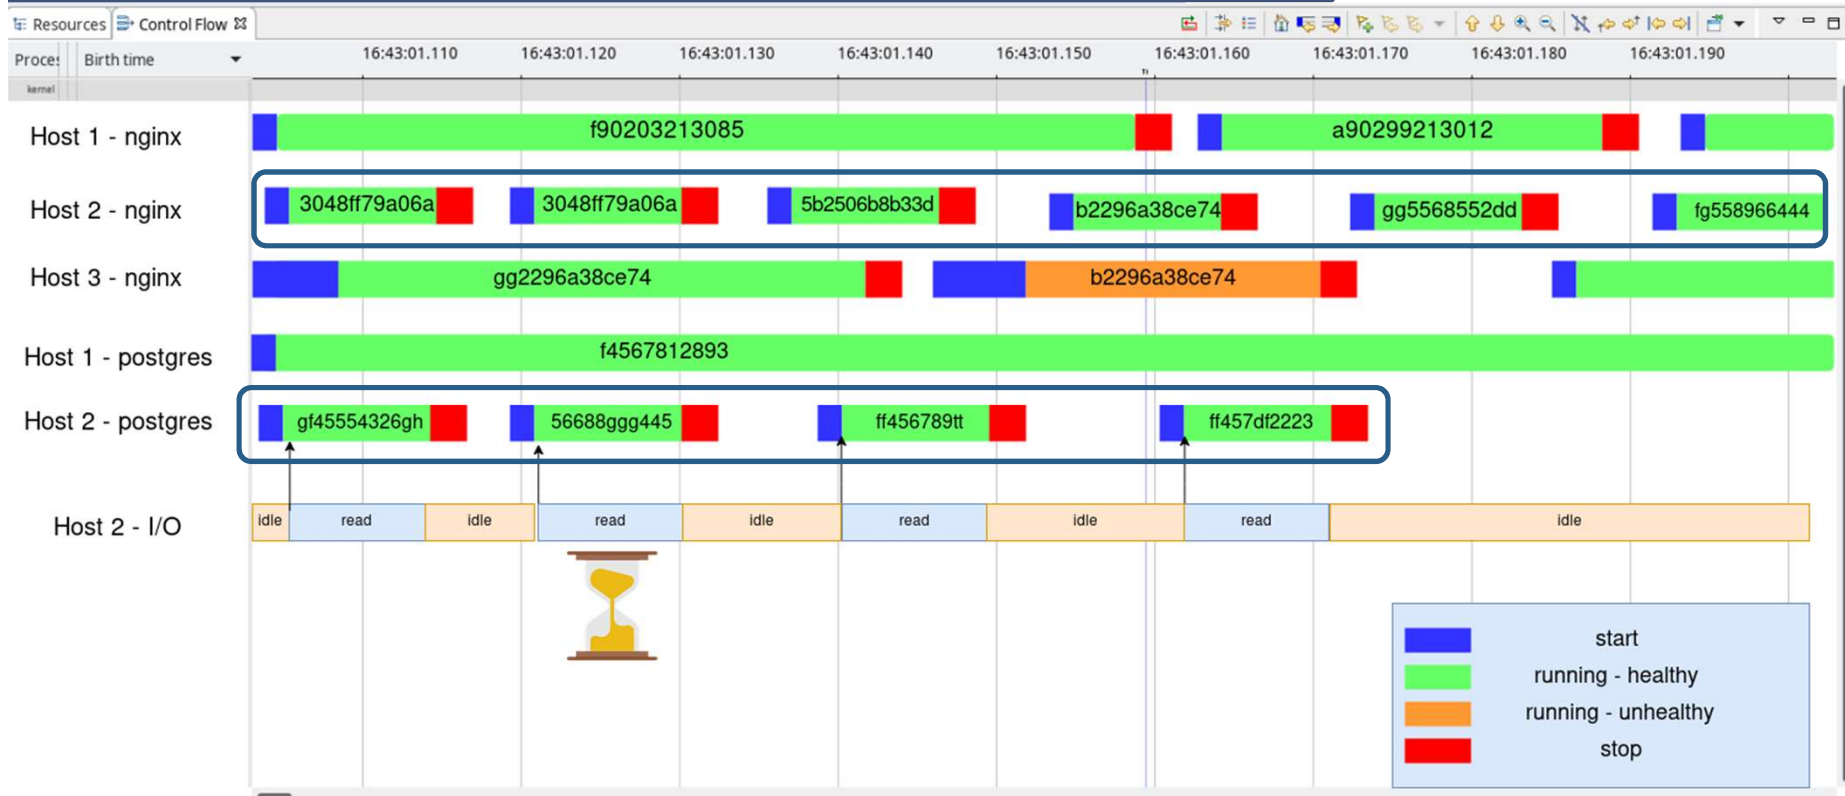 Resources
Control Flow
Proces Birth time
16:43:01.110 16:43:01.120 16:43:01.130 16:43:01.140 16:43:01.150 16:43:01.160 16:43:01.170 16:43:01.180 16:43:01.190
kernel
Host 1 - nginx f90203213085 a90299213012
Host 2 - nginx 3048ff79a06a 3048ff79a06a 5b2506b8b33d b2296a38ce74 gg5568552dd fg558966444
Host 3 - nginx gg2296a38ce74 b2296a38ce74
Host 1 - postgres f4567812893
Host 2 - postgres gf45554326gh 56688ggg445 ff456789tt ff457df2223
Host 2 - I/O idle read idle read idle read idle read idle
start
running - healthy
running - unhealthy
stop